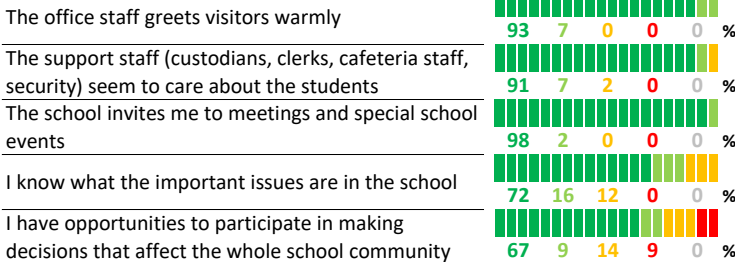 The office staff greets visitors warmly
93 7 0 0 0 %
The support staff (custodians, clerks, cafeteria staff,
security) seem to care about the students
91 7 2 0 0 %
The school invites me to meetings and special school
events
98 2 0 0 0 %
I know what the important issues are in the school
72 16 12 0 0 %
I have opportunities to participate in making
decisions that affect the whole school community
67 9 14 9 0 %